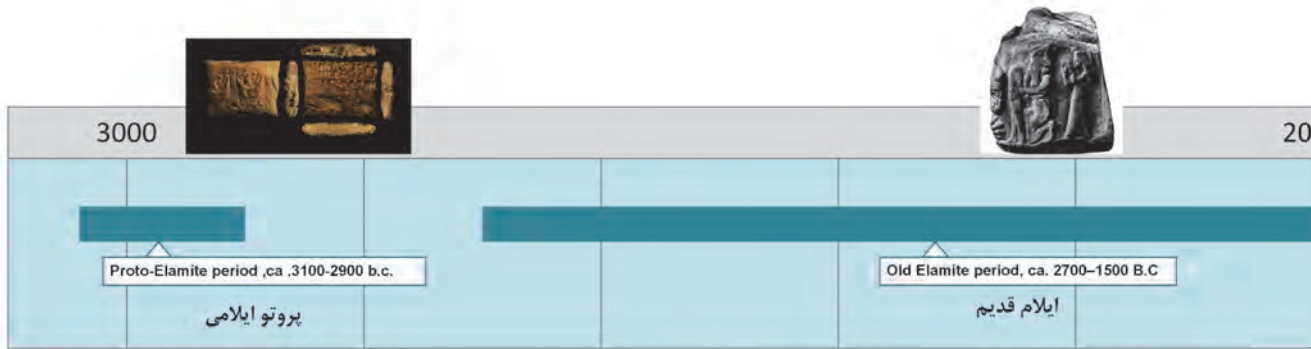 3000
20
Proto-Elamite period ,ca .3100-2900 b.c.
Old Elamite period, ca. 2700–1500 B.C
پروتو ایلامی
ایلام قدیم